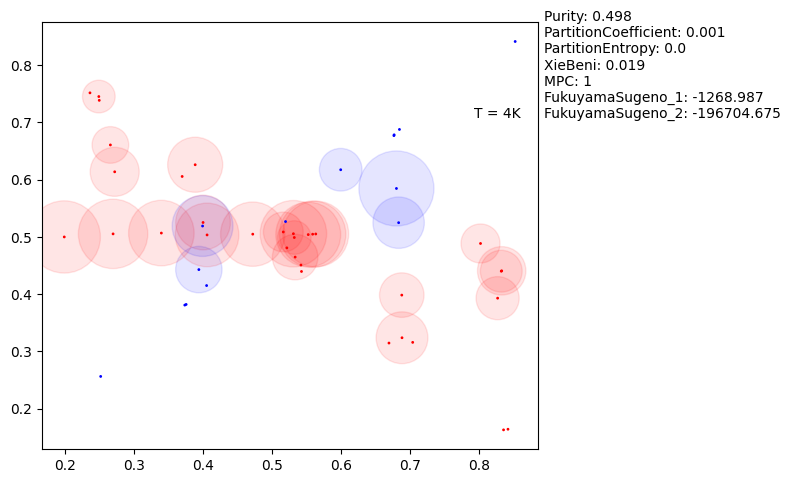 Purity: 0.498
PartitionCoefficient: 0.001
PartitionEntropy: 0.0
XieBeni: 0.019
MPC: 1
FukuyamaSugeno_1: -1268.987
FukuyamaSugeno_2: -196704.675
T = 4K
0.8
0.7
0.6
0.5
0.4
0.3
0.2
0.2 0.3 0.4 0.5 0.6 0.7 0.8